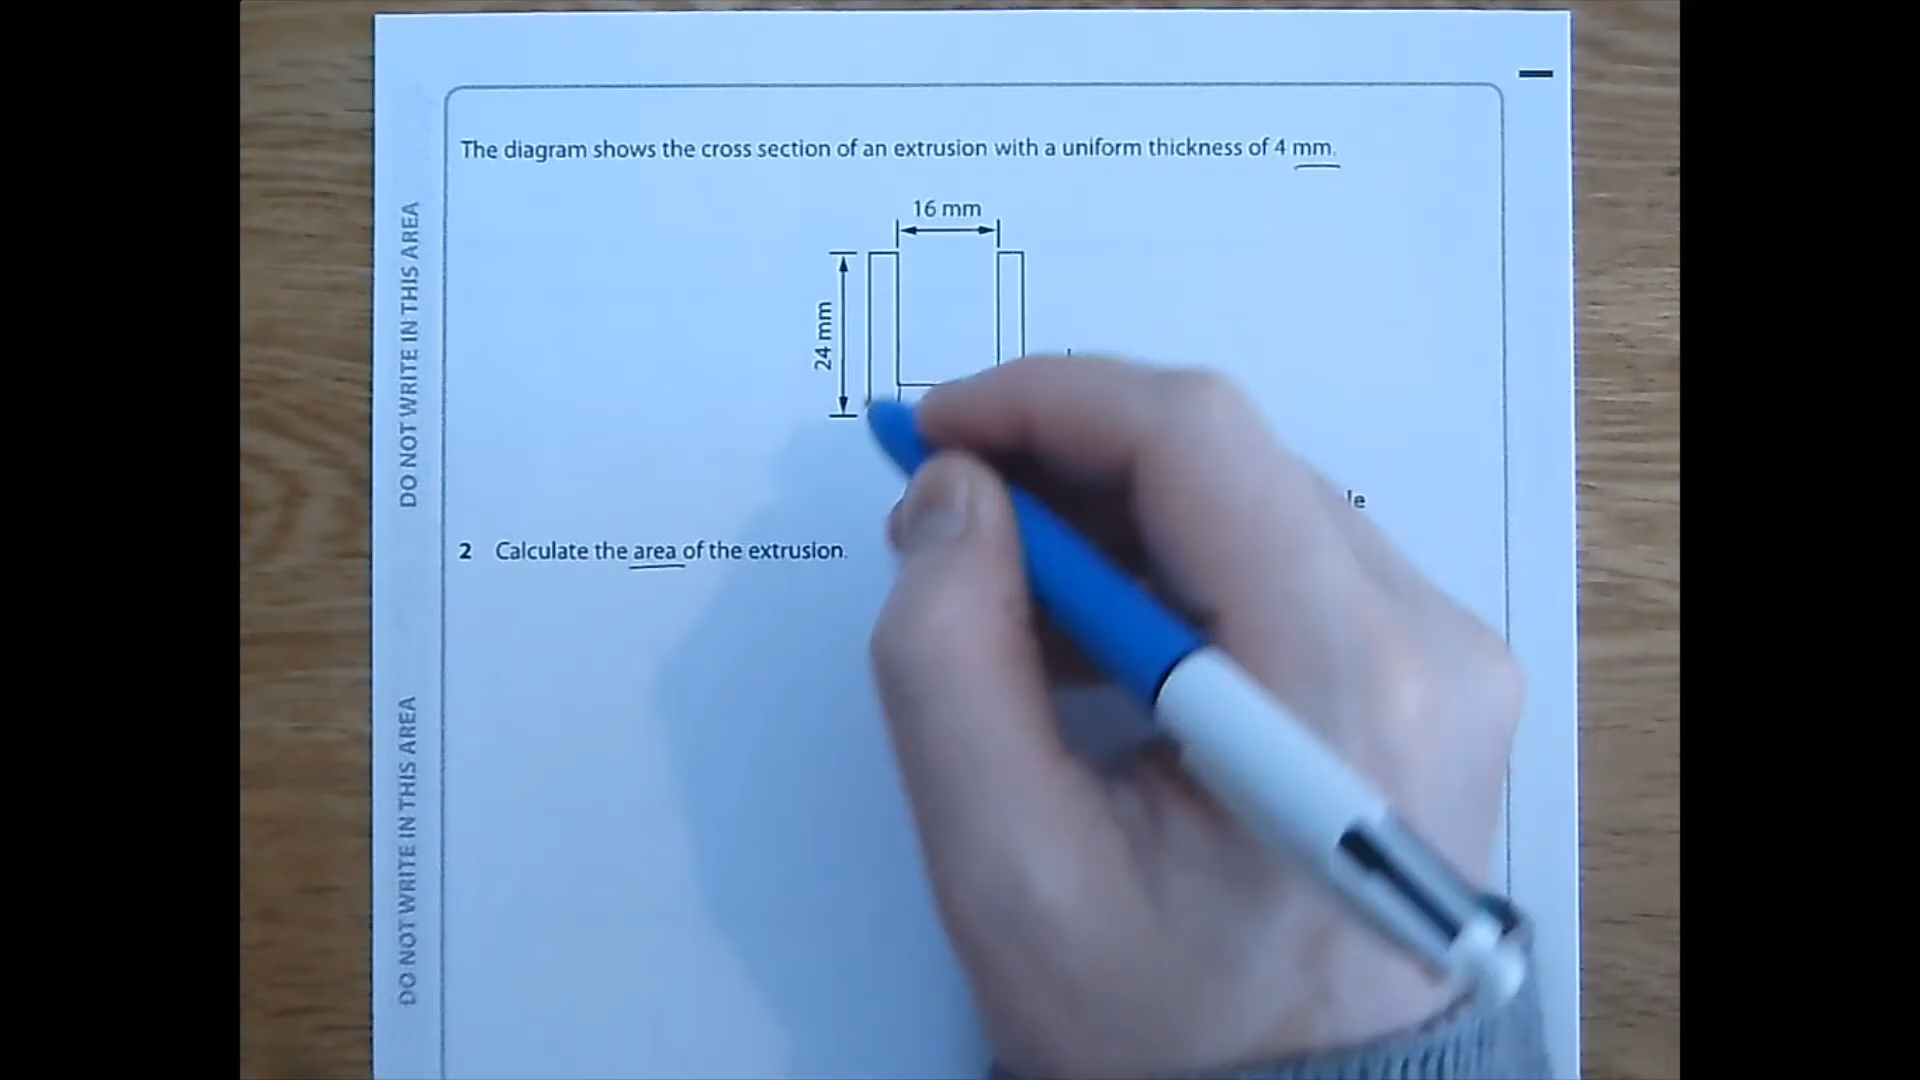 The diagram shows the cross section of an extrusion with a uniform thickness of 4 mm.
16 mm
24 mm
le
2 Calculate the area of the extrusion.
DO NOT WRITE IN THIS AREA
DO NOT WRITE IN THIS AREA